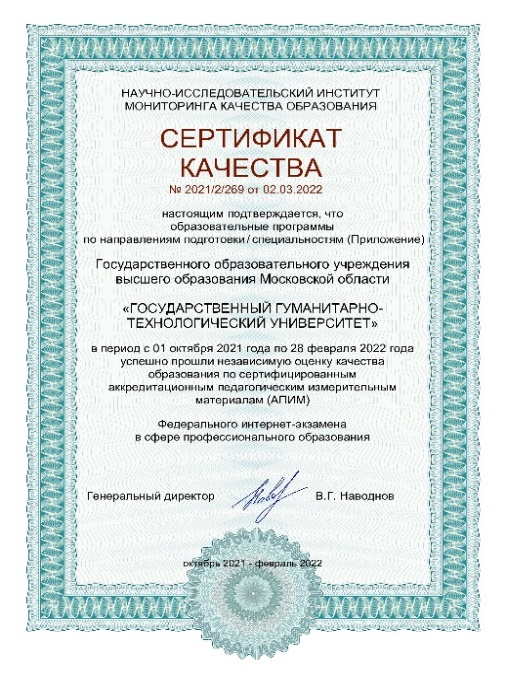 НАУЧНО-ИССЛЕДОВАТЕЛЬСКИЙ ИНСТИТУТ
МОНИТОРИНГА КАЧЕСТВА ОБРАЗОВАНИЯ
СЕРТИФИКАТ
КАЧЕСТВА
№ 2021/2/269 от 02.03.2022
настоящим подтверждается, что
образовательные программы
по направлениям подготовки/специальностям (Приложение)
Государственного образовательного учреждения
высшего образования Московской области
«ГОСУДАРСТВЕННЫЙ ГУМАНИТАРНО-
ТЕХНОЛОГИЧЕСКИЙ УНИВЕРСИТЕТ»
в период с 01 октября 2021 года по 28 февраля 2022 года
успешно прошли независимую оценку качества
образования по сертифицированным
аккредитационным педагогическим измерительным
материалам (АПИМ)
Федерального интернет-экзамена
в сфере профессионального образования
Генеральный директор В.Г. Наводнов
октябрь 2021 - февраль 2022